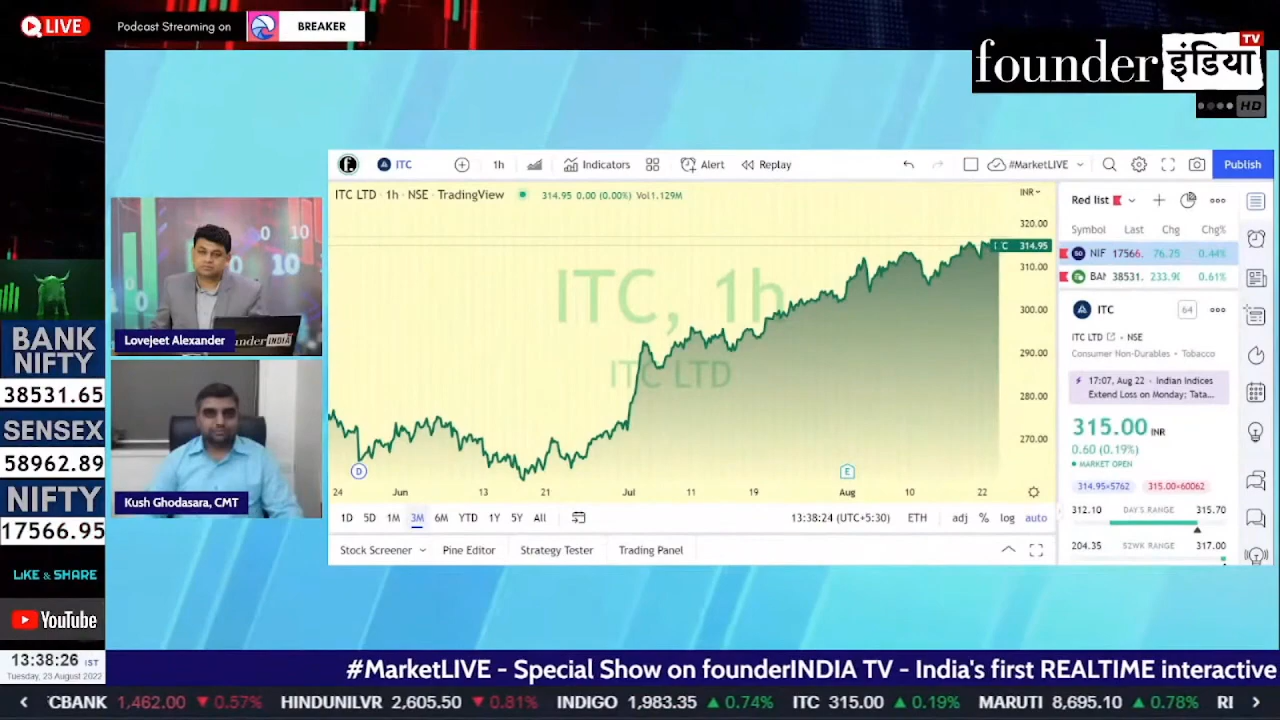 LIVE
Podcast Streaming on
BREAKER
founder इंडिया TV
HD
ITC
1h
Indicators
Alert
Replay
#MarketLIVE
Publish
ITC LTD · 1h · NSE · TradingView
314.95 0.00 (0.00%) Vol1.129M
INR
320.00
314.95
310.00
300.00
290.00
280.00
270.00
ITC, 1h
ITC LTD
D
E
24 Jun 13 21 Jul 11 19 Aug 10 22
1D 5D 1M 3M 6M YTD 1Y 5Y All
13:38:24 (UTC+5:30) ETH adj % log auto
Stock Screener Pine Editor Strategy Tester Trading Panel
Red list
Symbol Last Chg Chg%
NIF 17566. 76.25 0.44%
BAN 38531. 233.90 0.61%
ITC
64
ITC LTD · NSE
Consumer Non-Durables · Tobacco
17:07, Aug 22 · Indian Indices
Extend Loss on Monday; Tata...
315.00 INR
0.60 (0.19%)
MARKET OPEN
314.95×5762 315.00×60062
312.10 DAY'S RANGE 315.70
204.35 52WK RANGE 317.00
Lovejeet Alexander
under INDIA
Kush Ghodasara, CMT
BANK
NIFTY
38531.65
SENSEX
58962.89
NIFTY
17566.95
LIKE & SHARE
YouTube
13:38:26 IST
Tuesday, 23 August 2022
#MarketLIVE - Special Show on founderINDIA TV - India's first REALTIME interactive
CBANK 1,462.00 ▼ 0.57% HINDUNILVR 2,605.50 ▼ 0.81% INDIGO 1,983.35 ▲ 0.74% ITC 315.00 ▲ 0.19% MARUTI 8,695.10 ▲ 0.78% RI